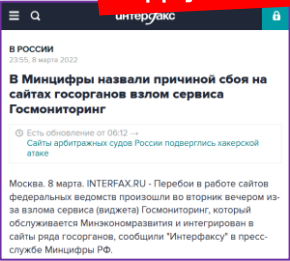 интерфакс
В РОССИИ
23:55, 8 марта 2022
В Минцифры назвали причиной сбоя на
сайтах госорганов взлом сервиса
Госмониторинг
Есть обновление от 06:12 →
Сайты арбитражных судов России подверглись хакерской
атаке
Москва. 8 марта. INTERFAX.RU - Перебои в работе сайтов
федеральных ведомств произошли во вторник вечером из-
за взлома сервиса (виджета) Госмониторинг, который
обслуживается Минэкономразвития и интегрирован в
сайты ряда госорганов, сообщили "Интерфаксу" в пресс-
службе Минцифры РФ.